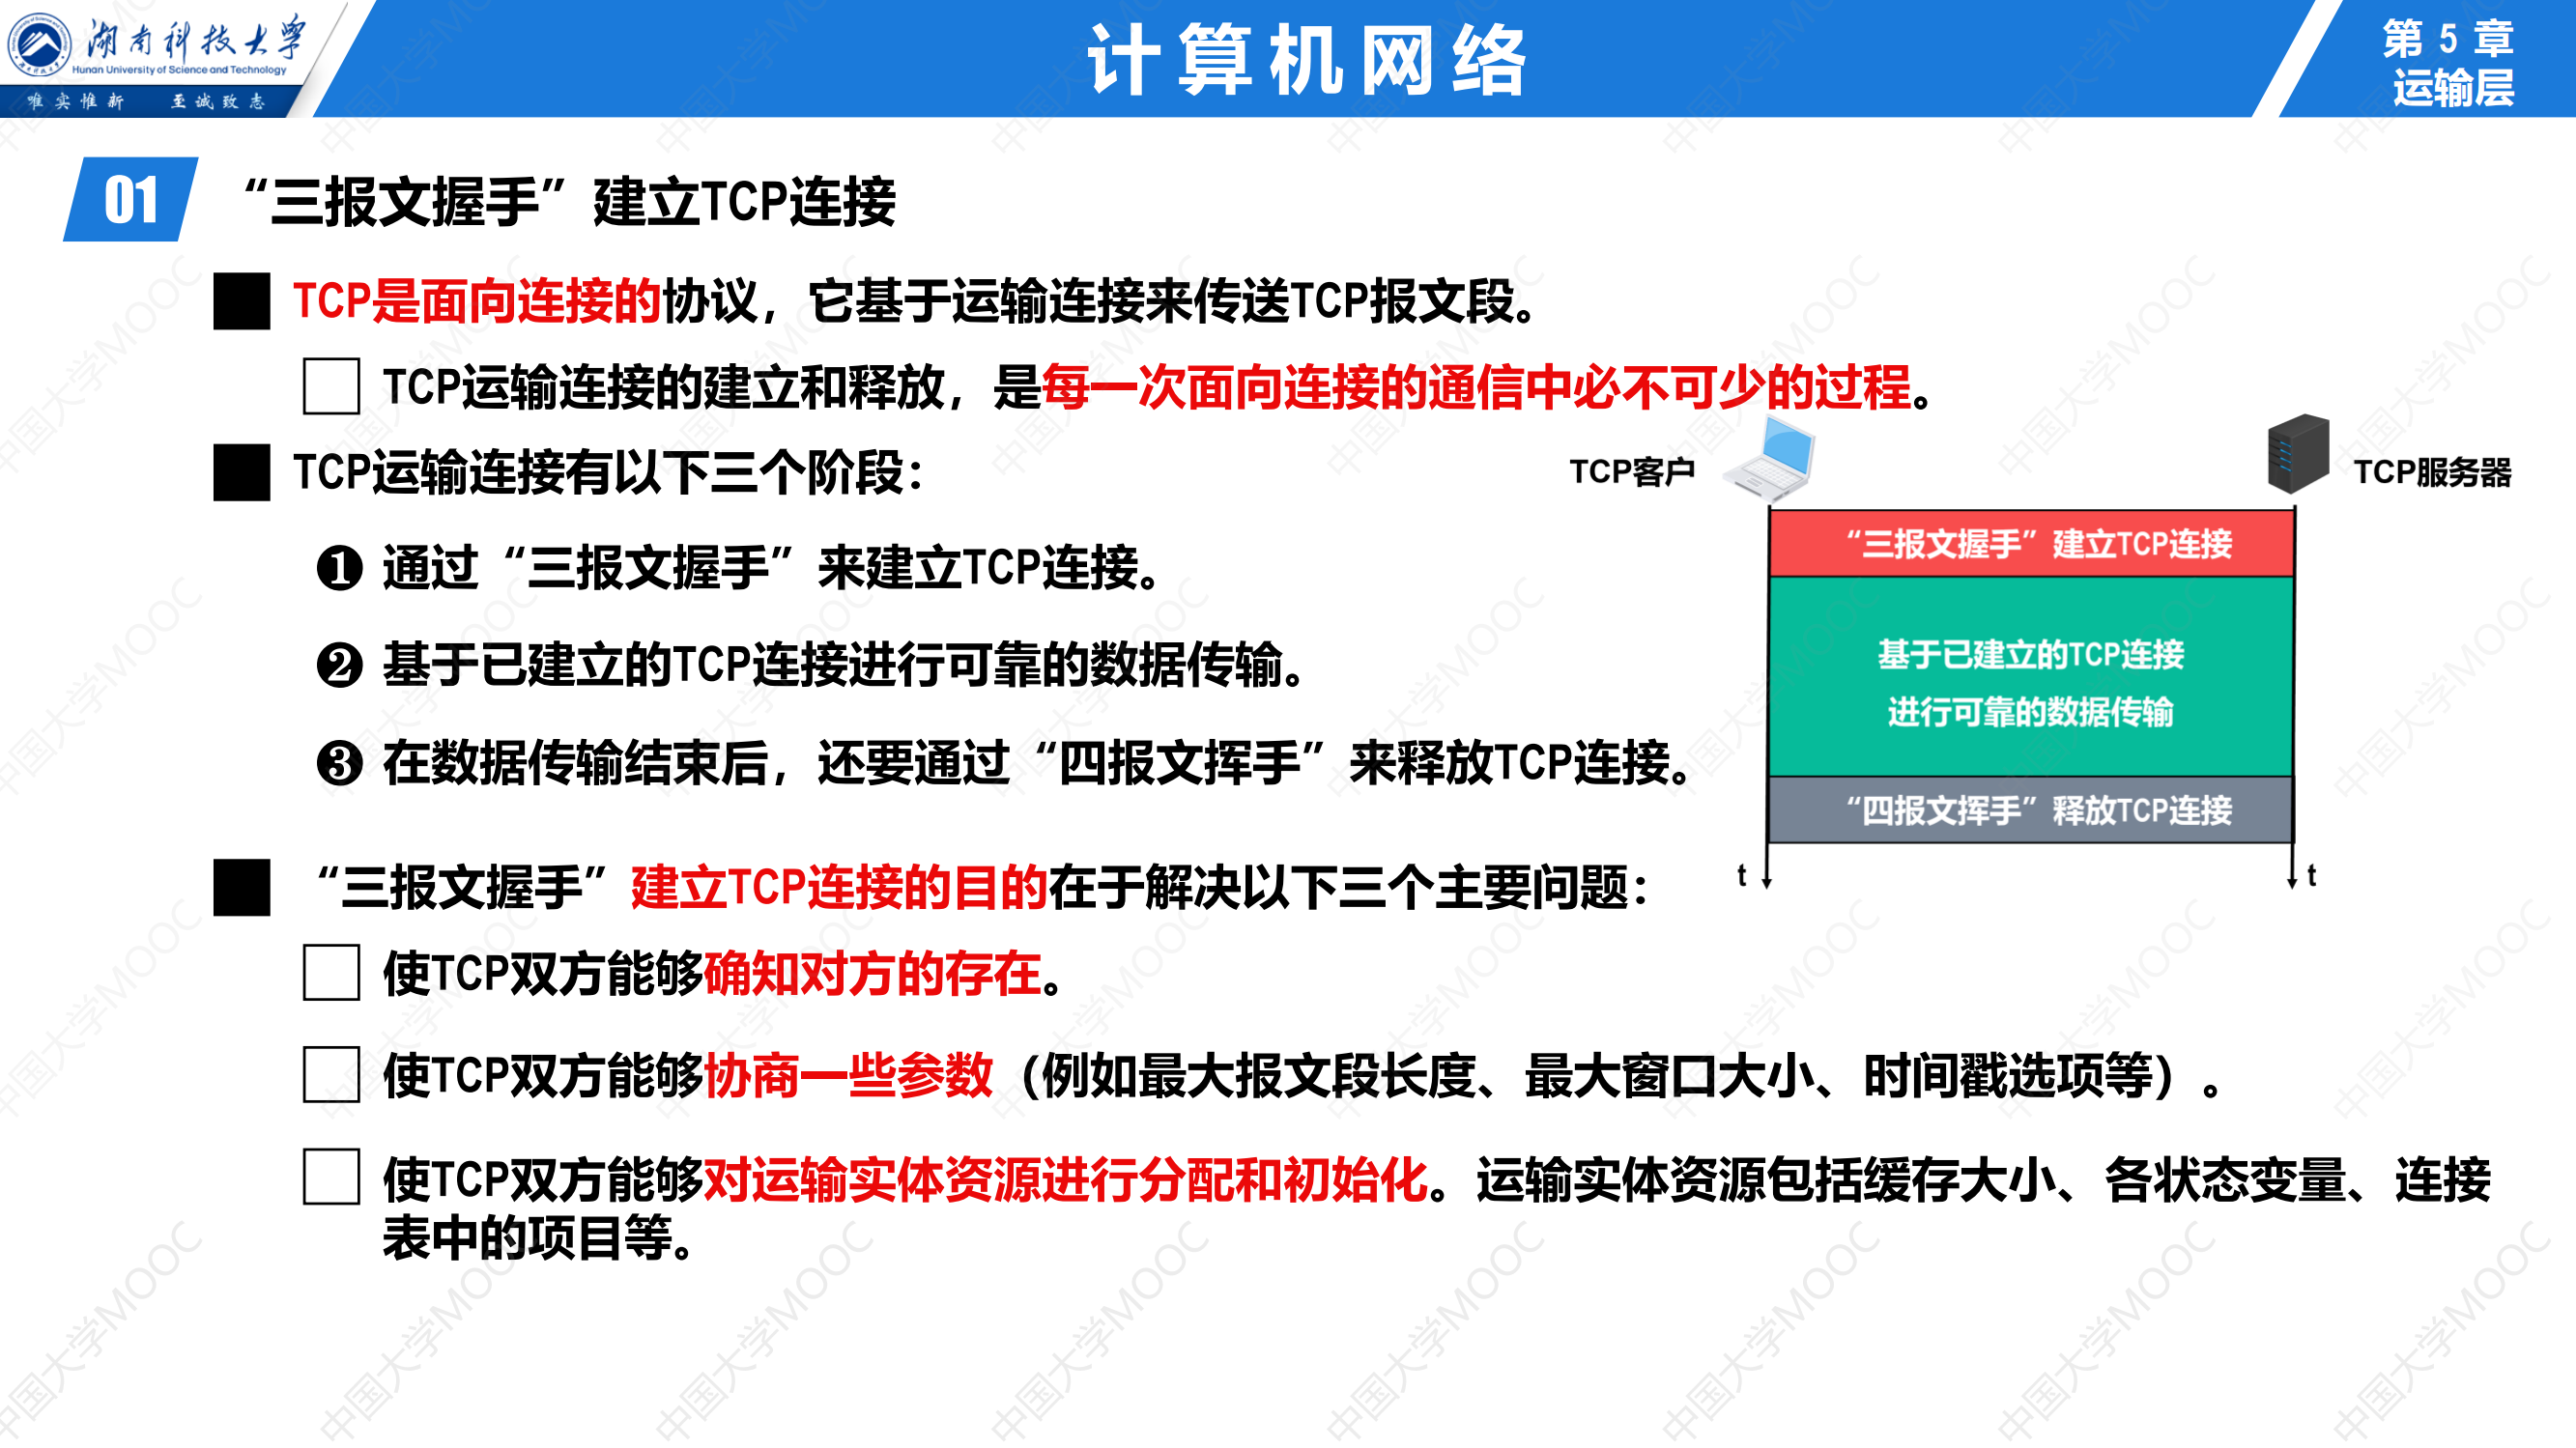 湖南科技大学
Hunan University of Science and Technology
唯实惟新 至诚致志
计算机网络
第 5 章
运输层
01
“三报文握手”建立TCP连接
TCP是面向连接的协议，它基于运输连接来传送TCP报文段。
TCP运输连接的建立和释放，是每一次面向连接的通信中必不可少的过程。
TCP运输连接有以下三个阶段：
❶ 通过“三报文握手”来建立TCP连接。
❷ 基于已建立的TCP连接进行可靠的数据传输。
❸ 在数据传输结束后，还要通过“四报文挥手”来释放TCP连接。
TCP客户
TCP服务器
“三报文握手”建立TCP连接
基于已建立的TCP连接
进行可靠的数据传输
“四报文挥手”释放TCP连接
t
t
“三报文握手”建立TCP连接的目的在于解决以下三个主要问题：
使TCP双方能够确知对方的存在。
使TCP双方能够协商一些参数（例如最大报文段长度、最大窗口大小、时间戳选项等）。
使TCP双方能够对运输实体资源进行分配和初始化。运输实体资源包括缓存大小、各状态变量、连接
表中的项目等。
中国大学MOOC